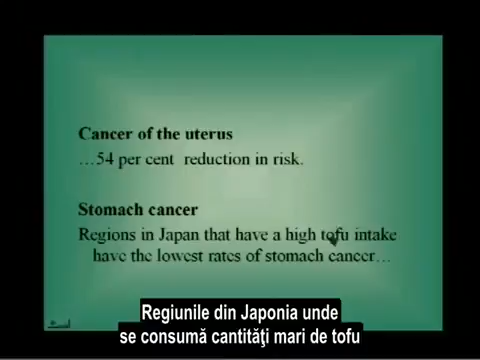 Cancer of the uterus
…54 per cent reduction in risk.
Stomach cancer
Regions in Japan that have a high tofu intake
have the lowest rates of stomach cancer…
Regiunile din Japonia unde
se consumă cantităţi mari de tofu